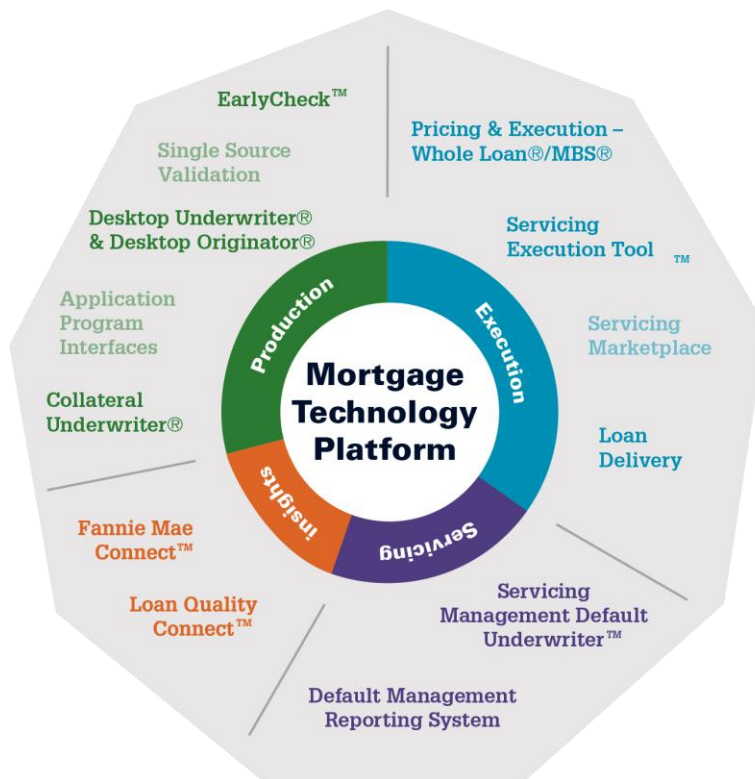 EarlyCheck™
Single Source
Validation
Desktop Underwriter®
& Desktop Originator®
Application
Program
Interfaces
Collateral
Underwriter®
Pricing & Execution –
Whole Loan®/MBS®
Servicing
Execution Tool ™
Servicing
Marketplace
Loan
Delivery
Production
Execution
Mortgage
Technology
Platform
insights
Servicing
Fannie Mae
Connect™
Loan Quality
Connect™
Servicing
Management Default
Underwriter™
Default Management
Reporting System